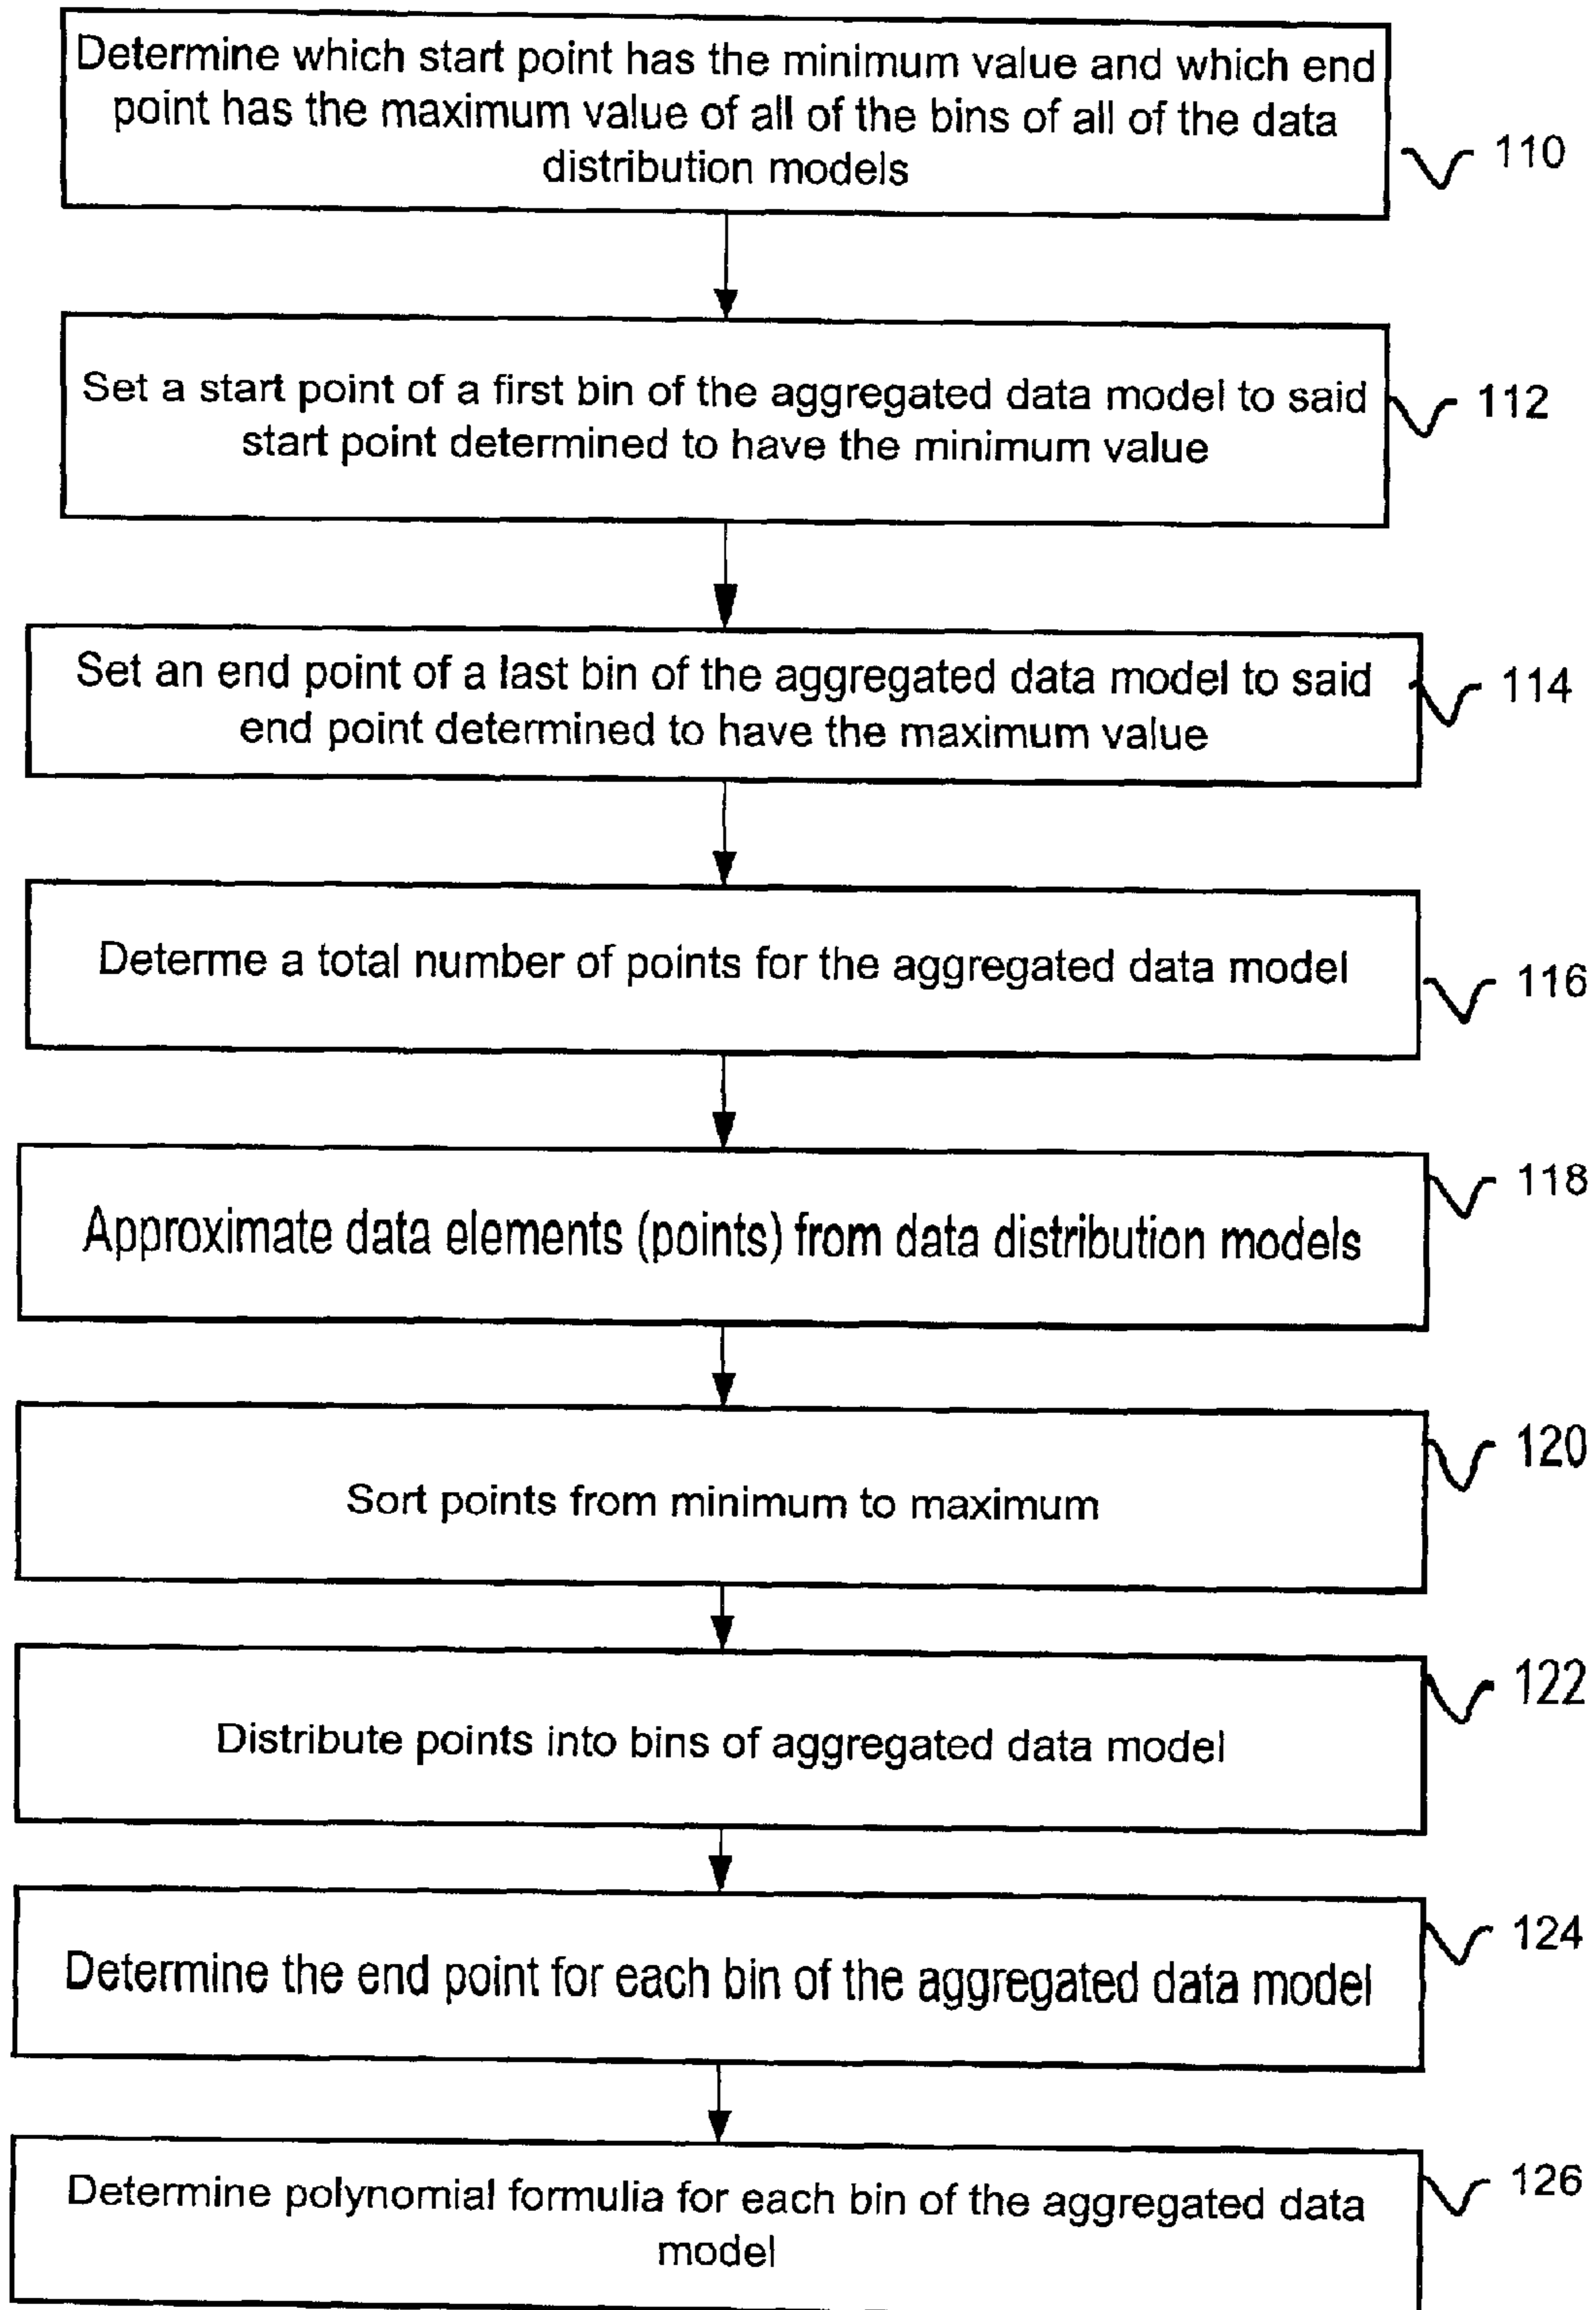 Determine which start point has the minimum value and which end
point has the maximum value of all of the bins of all of the data
distribution models
110
Set a start point of a first bin of the aggregated data model to said
start point determined to have the minimum value
112
Set an end point of a last bin of the aggregated data model to said
end point determined to have the maximum value
114
Determe a total number of points for the aggregated data model
116
Approximate data elements (points) from data distribution models
118
Sort points from minimum to maximum
120
Distribute points into bins of aggregated data model
122
Determine the end point for each bin of the aggregated data model
124
Determine polynomial formulia for each bin of the aggregated data
model
126